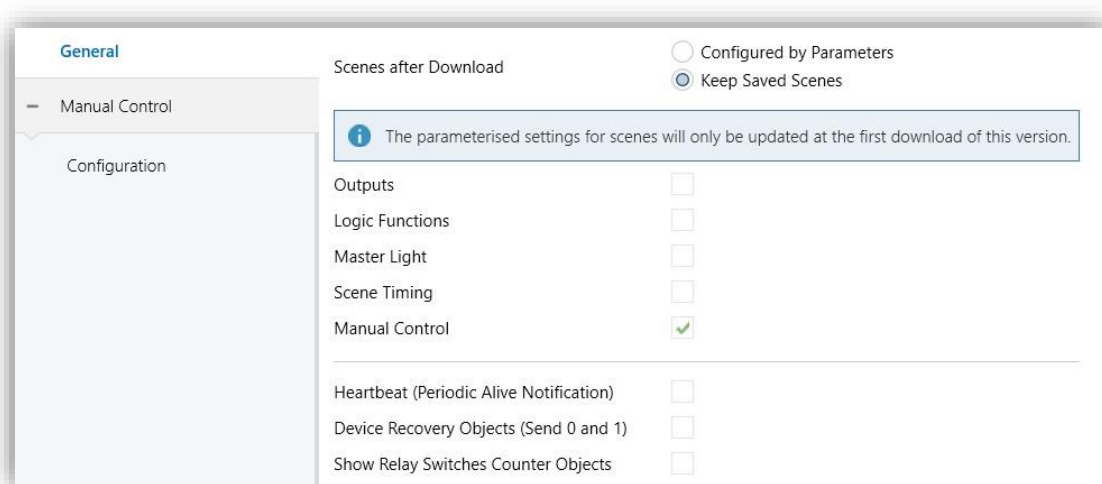 General
Manual Control
Configuration
Scenes after Download
Configured by Parameters
Keep Saved Scenes
The parameterised settings for scenes will only be updated at the first download of this version.
Outputs
Logic Functions
Master Light
Scene Timing
Manual Control
Heartbeat (Periodic Alive Notification)
Device Recovery Objects (Send 0 and 1)
Show Relay Switches Counter Objects